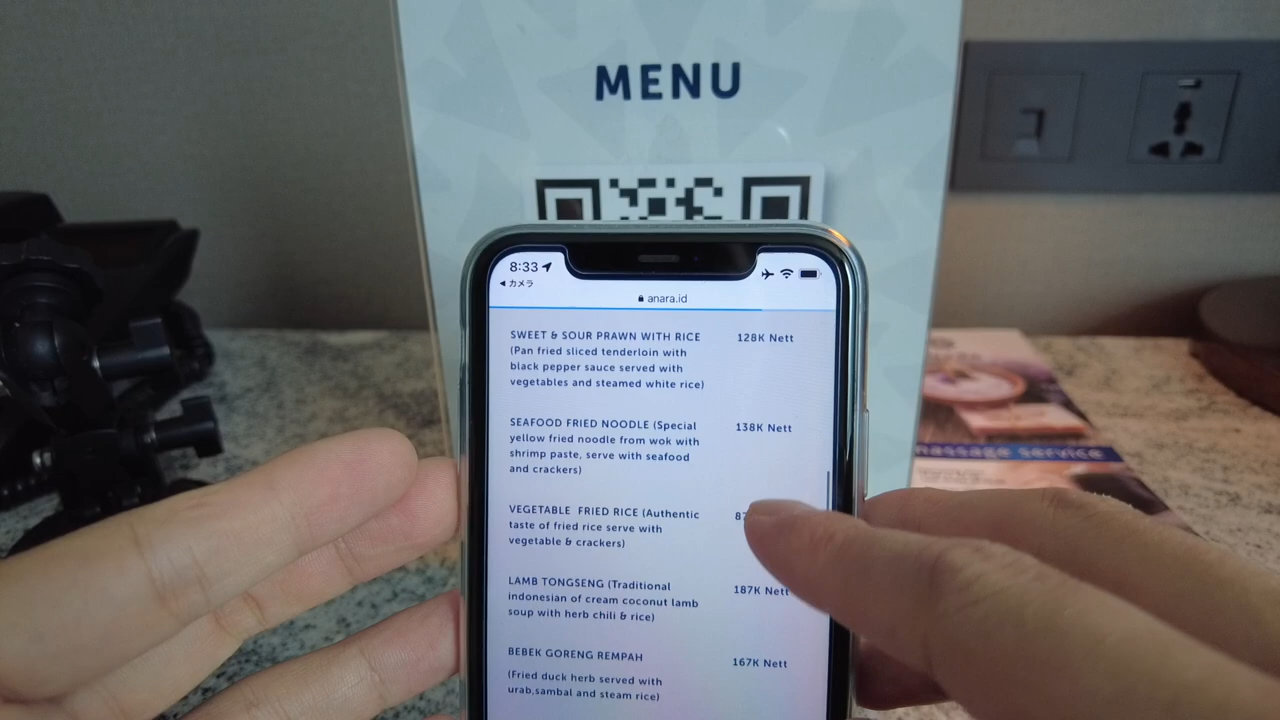 MENU
8:33
カメラ
anara.id
SWEET & SOUR PRAWN WITH RICE 128K Nett
(Pan fried sliced tenderloin with
black pepper sauce served with
vegetables and steamed white rice)
SEAFOOD FRIED NOODLE (Special 138K Nett
yellow fried noodle from wok with
shrimp paste, serve with seafood
and crackers)
VEGETABLE FRIED RICE (Authentic
taste of fried rice serve with
vegetable & crackers)
LAMB TONGSENG (Traditional 187K Nett
indonesian of cream coconut lamb
soup with herb chili & rice)
BEBEK GORENG REMPAH 167K Nett
(Fried duck herb served with
urab,sambal and steam rice)
massage service